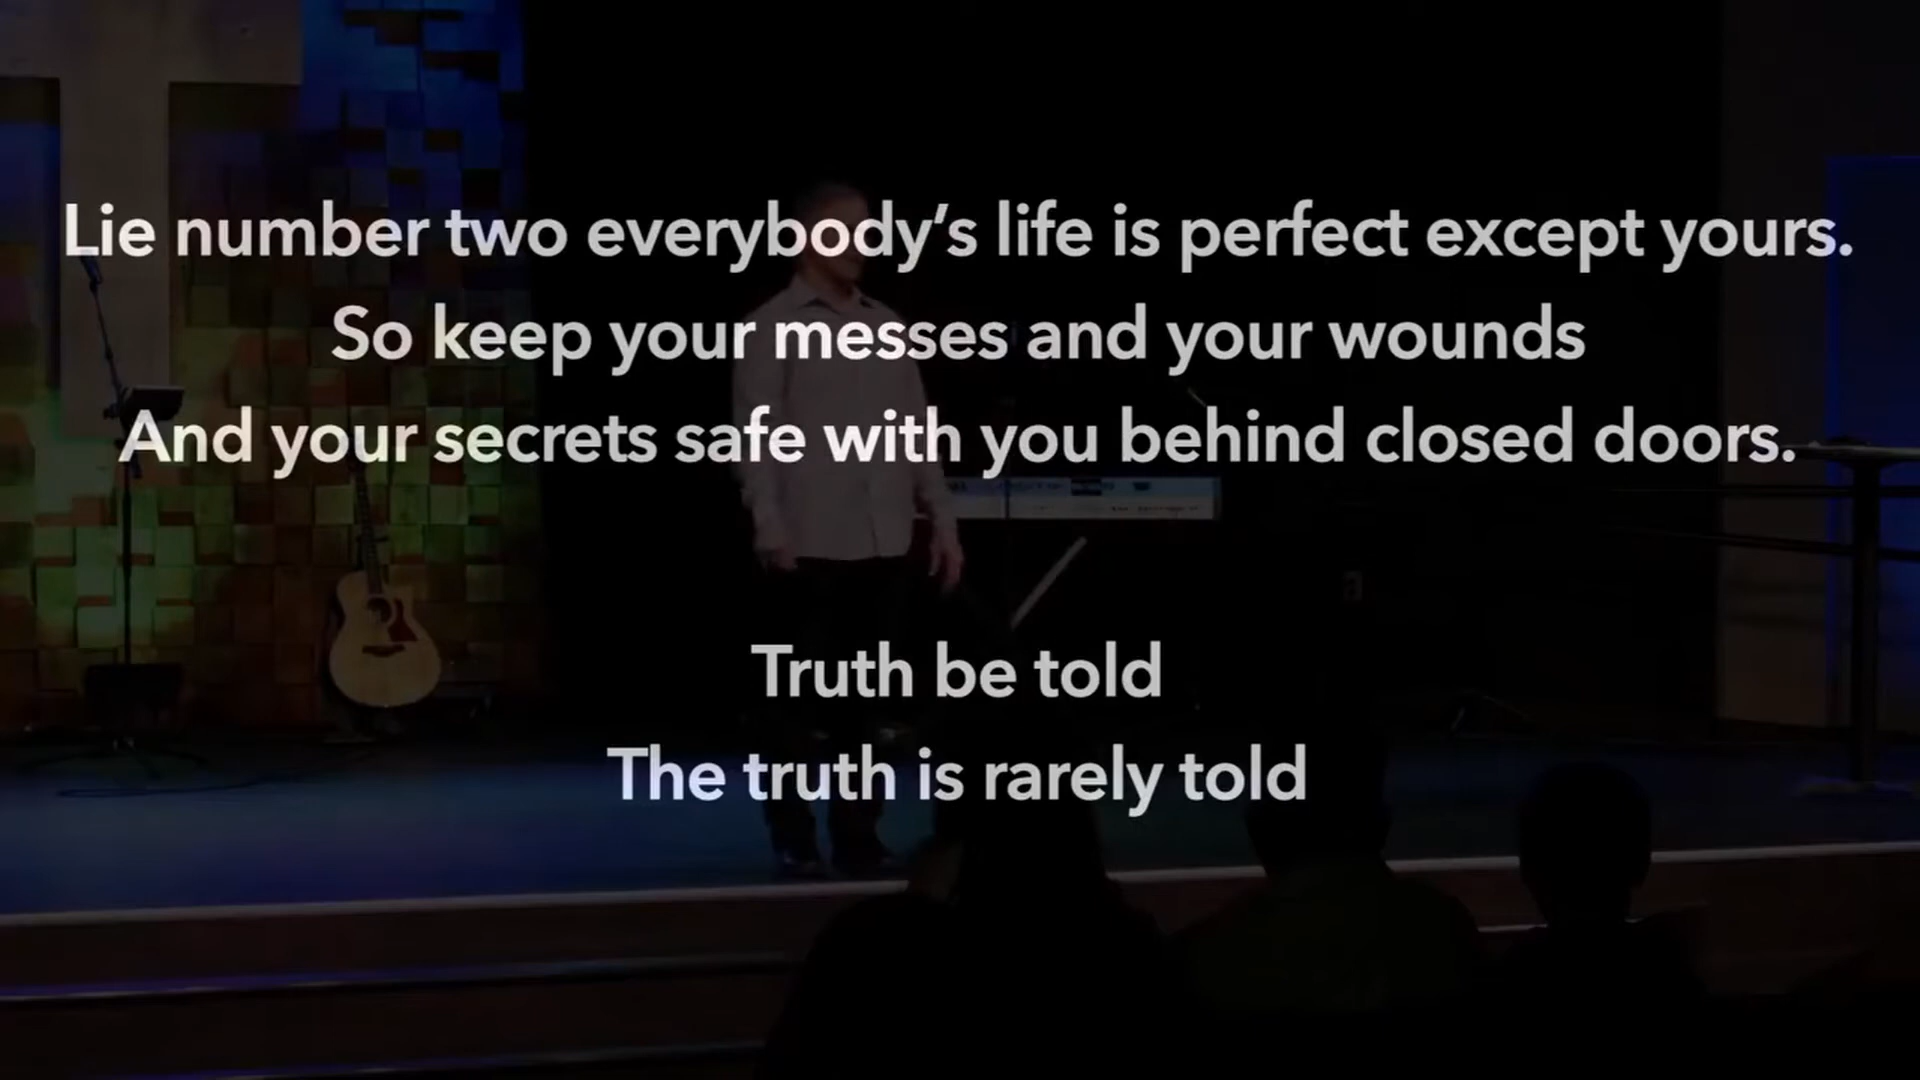 Lie number two everybody’s life is perfect except yours.
So keep your messes and your wounds
And your secrets safe with you behind closed doors.
Truth be told
The truth is rarely told